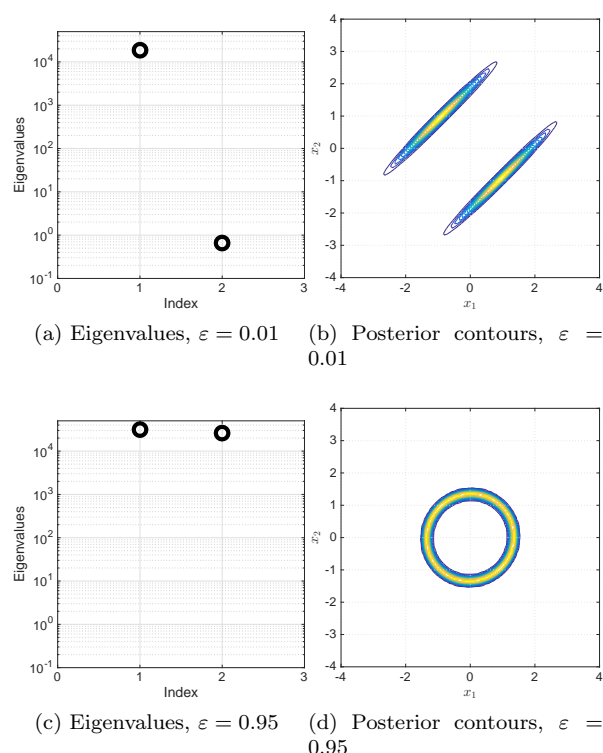 10^4
10^3
10^2
10^1
10^0
10^-1
Eigenvalues
0 1 2 3
Index
4
3
2
1
0
-1
-2
-3
-4
x_2
-4 -2 0 2 4
x_1
(a) Eigenvalues, ε = 0.01
(b) Posterior contours, ε =
0.01
10^4
10^3
10^2
10^1
10^0
10^-1
Eigenvalues
0 1 2 3
Index
4
3
2
1
0
-1
-2
-3
-4
x_2
-4 -2 0 2 4
x_1
(c) Eigenvalues, ε = 0.95
(d) Posterior contours, ε =
0.95